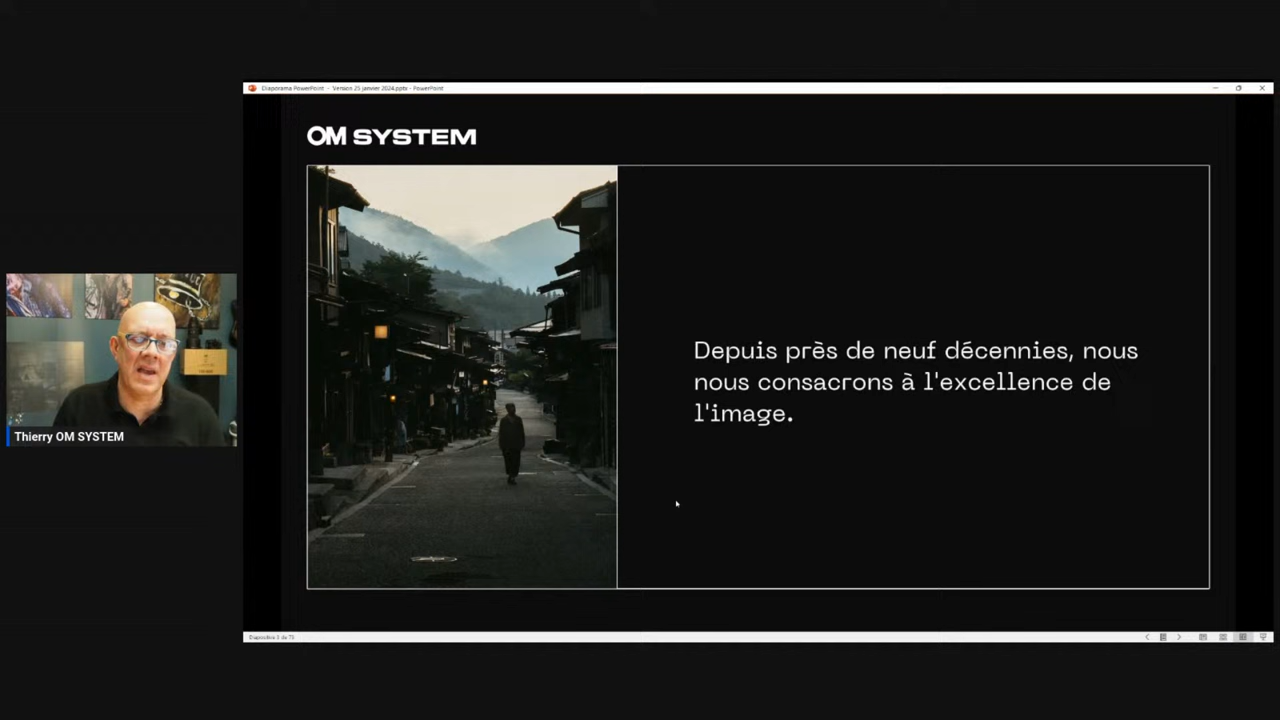 Diaporama PowerPoint - Version 25 janvier 2024.pptx - PowerPoint
OM SYSTEM
Depuis près de neuf décennies, nous
nous consacrons à l'excellence de
l'image.
Thierry OM SYSTEM